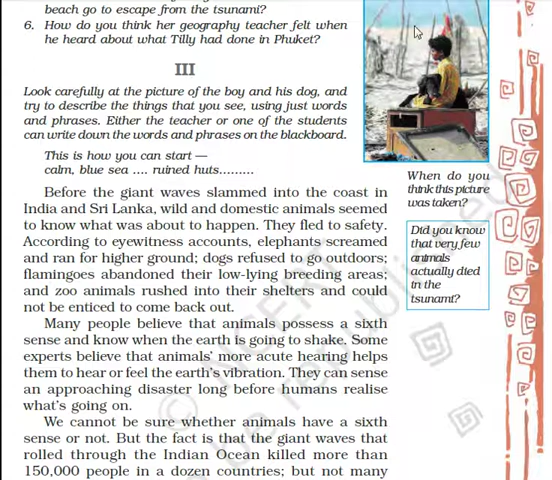 beach go to escape from the tsunami?
6. How do you think her geography teacher felt when
he heard about what Tilly had done in Phuket?
III
Look carefully at the picture of the boy and his dog, and
try to describe the things that you see, using just words
and phrases. Either the teacher or one of the students
can write down the words and phrases on the blackboard.
This is how you can start —
calm, blue sea .... ruined huts.........
Before the giant waves slammed into the coast in
India and Sri Lanka, wild and domestic animals seemed
to know what was about to happen. They fled to safety.
According to eyewitness accounts, elephants screamed
and ran for higher ground; dogs refused to go outdoors;
flamingoes abandoned their low-lying breeding areas;
and zoo animals rushed into their shelters and could
not be enticed to come back out.
Many people believe that animals possess a sixth
sense and know when the earth is going to shake. Some
experts believe that animals' more acute hearing helps
them to hear or feel the earth's vibration. They can sense
an approaching disaster long before humans realise
what's going on.
We cannot be sure whether animals have a sixth
sense or not. But the fact is that the giant waves that
rolled through the Indian Ocean killed more than
150,000 people in a dozen countries; but not many
When do you
think this picture
was taken?
Did you know
that very few
animals
actually died
in the
tsunami?
© NCERT
be republished